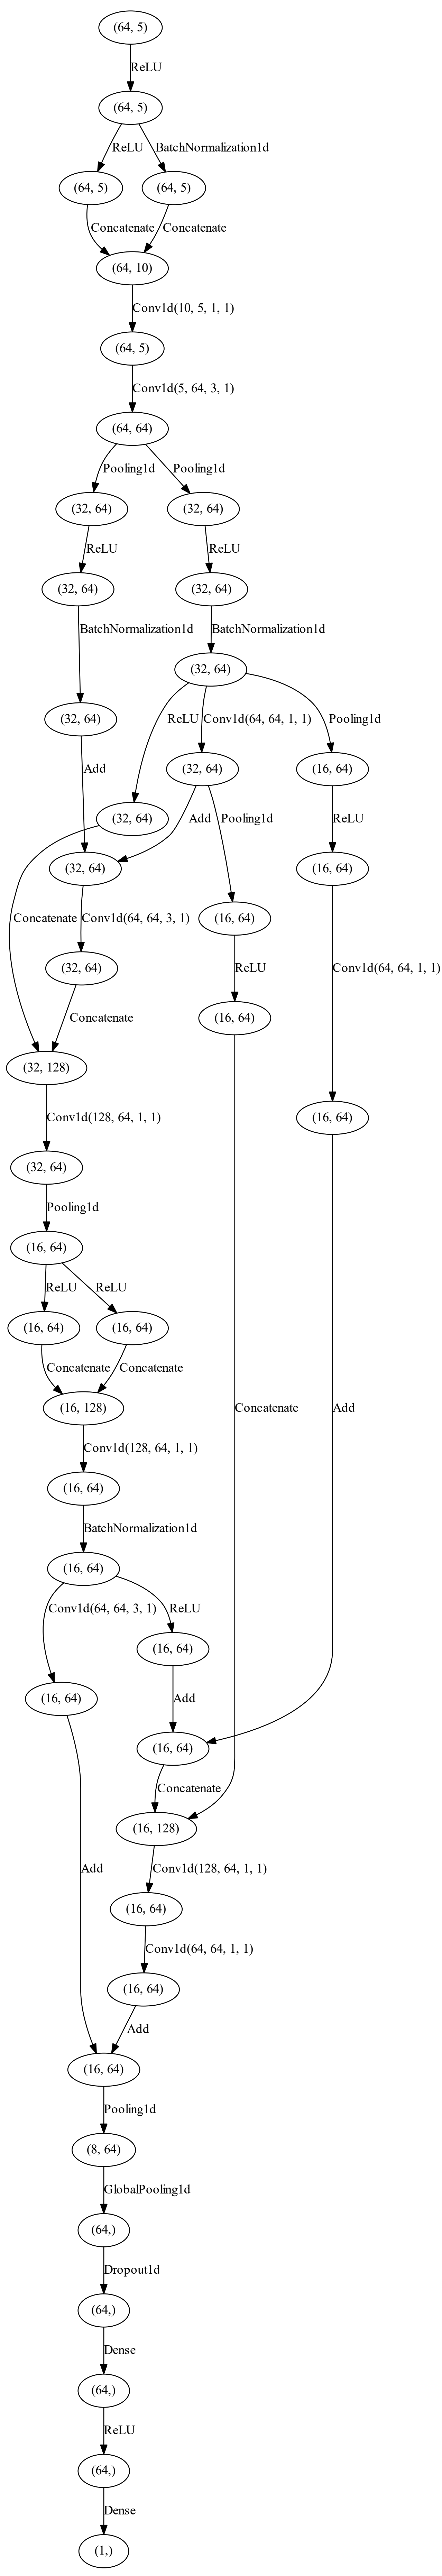 (64, 5)
ReLU
(64, 5)
ReLU BatchNormalization1d
(64, 5) (64, 5)
Concatenate Concatenate
(64, 10)
Conv1d(10, 5, 1, 1)
(64, 5)
Conv1d(5, 64, 3, 1)
(64, 64)
Pooling1d Pooling1d
(32, 64) (32, 64)
ReLU ReLU
(32, 64) (32, 64)
BatchNormalization1d BatchNormalization1d
(32, 64)
(32, 64) ReLU Conv1d(64, 64, 1, 1) Pooling1d
Add (32, 64) (16, 64)
(32, 64) Add Pooling1d ReLU
(32, 64) (16, 64)
Concatenate Conv1d(64, 64, 3, 1) (16, 64)
(32, 64) ReLU Conv1d(64, 64, 1, 1)
Concatenate (16, 64)
(32, 128)
Conv1d(128, 64, 1, 1) (16, 64)
(32, 64)
Pooling1d
(16, 64)
ReLU ReLU
(16, 64) (16, 64)
Concatenate Concatenate
(16, 128) Concatenate Add
Conv1d(128, 64, 1, 1)
(16, 64)
BatchNormalization1d
(16, 64)
Conv1d(64, 64, 3, 1) ReLU
(16, 64)
(16, 64) Add
(16, 64)
Concatenate
(16, 128)
Add Conv1d(128, 64, 1, 1)
(16, 64)
Conv1d(64, 64, 1, 1)
(16, 64)
Add
(16, 64)
Pooling1d
(8, 64)
GlobalPooling1d
(64,)
Dropout1d
(64,)
Dense
(64,)
ReLU
(64,)
Dense
(1,)